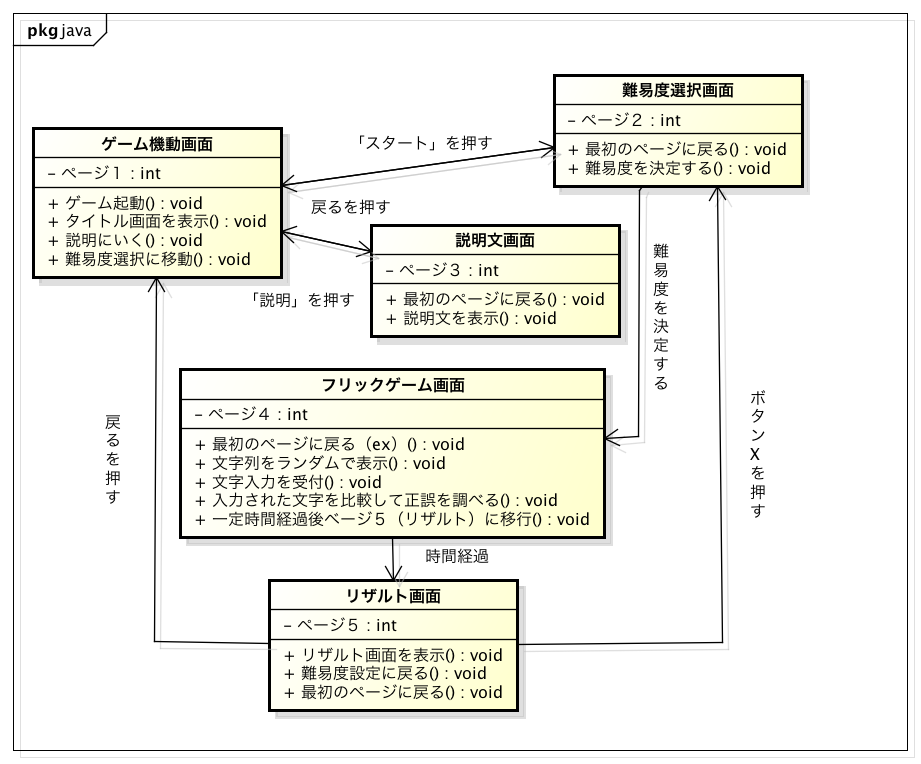 pkg java
難易度選択画面
– ページ２ : int
+ 最初のページに戻る() : void
+ 難易度を決定する() : void
ゲーム機動画面
– ページ１ : int
+ ゲーム起動() : void
+ タイトル画面を表示() : void
+ 説明にいく() : void
+ 難易度選択に移動() : void
「スタート」を押す
戻るを押す
説明文画面
– ページ３ : int
+ 最初のページに戻る() : void
+ 説明文を表示() : void
「説明」を押す
難易度を決定する
フリックゲーム画面
– ページ４ : int
+ 最初のページに戻る（ex）() : void
+ 文字列をランダムで表示() : void
+ 文字入力を受付() : void
+ 入力された文字を比較して正誤を調べる() : void
+ 一定時間経過後ページ５（リザルト）に移行() : void
戻るを押す
ボタンXを押す
時間経過
リザルト画面
– ページ５ : int
+ リザルト画面を表示() : void
+ 難易度設定に戻る() : void
+ 最初のページに戻る() : void